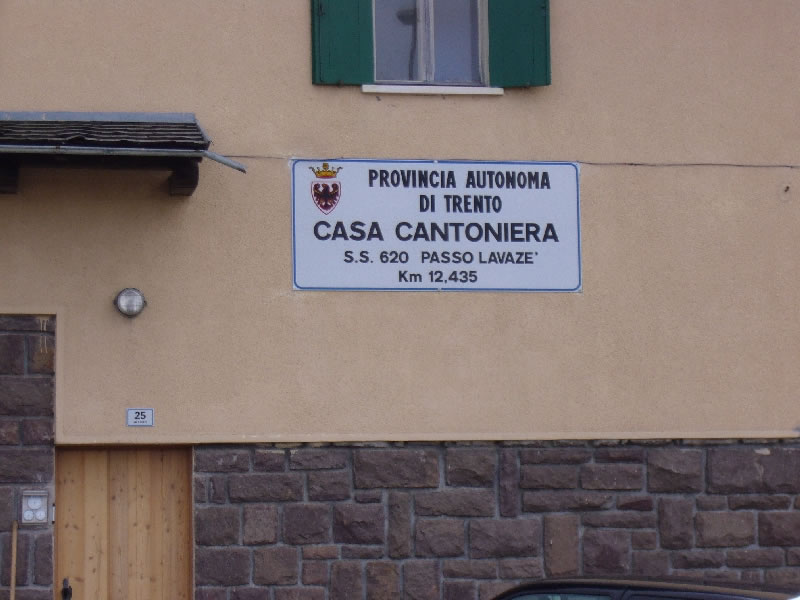 PROVINCIA AUTONOMA
DI TRENTO
CASA CANTONIERA
S.S. 620 PASSO LAVAZE'
Km 12,435
25